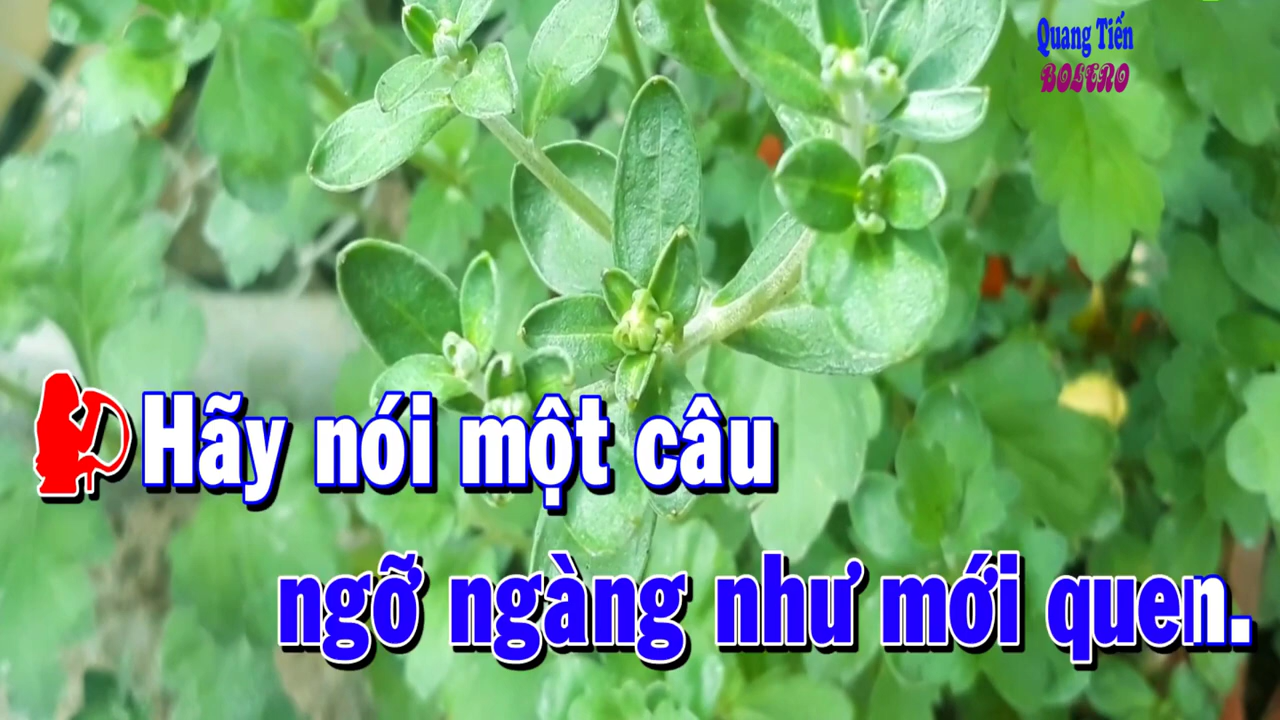 Quang Tiến
BOLERO
Hãy nói một câu
ngỡ ngàng như mới quen.